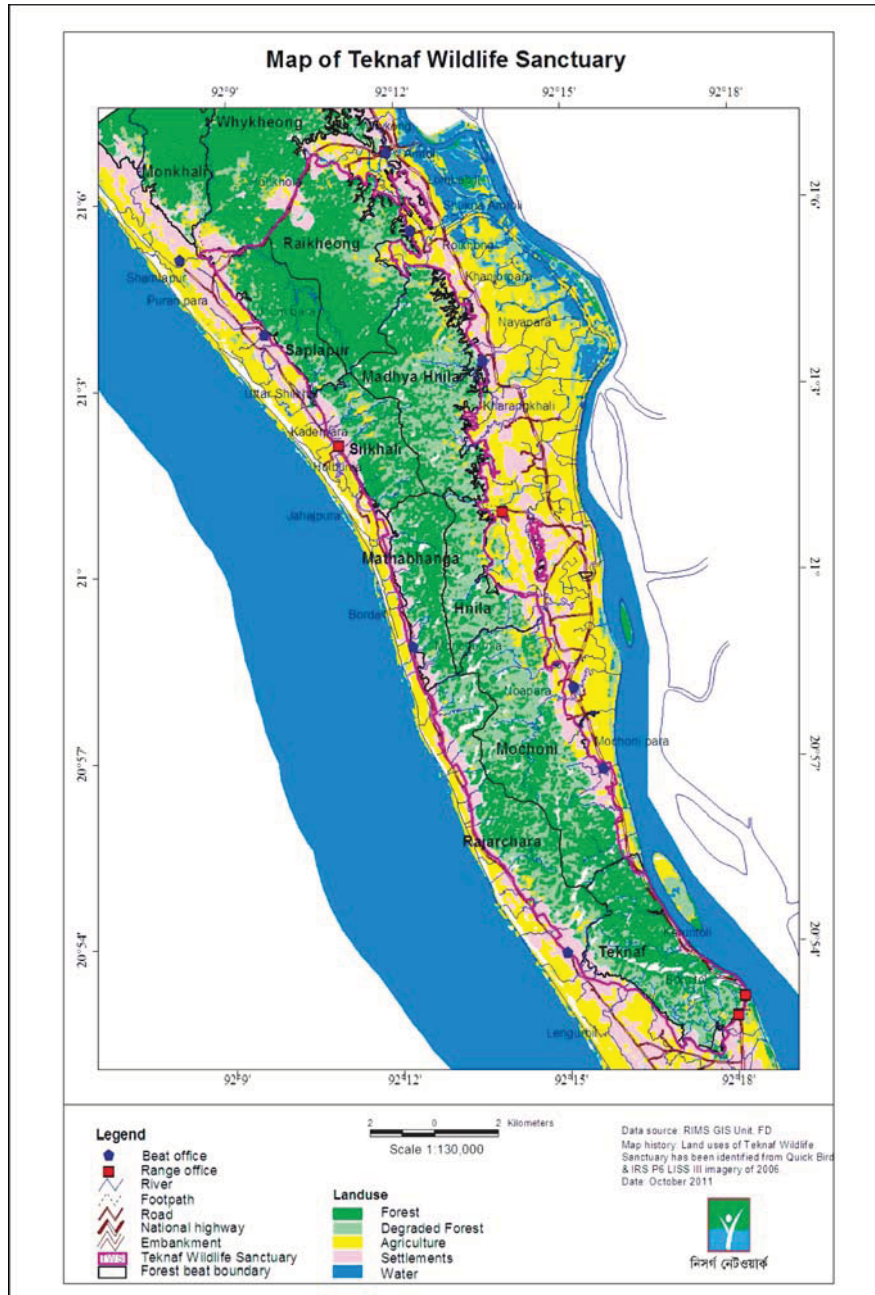 Map of Teknaf Wildlife Sanctuary
92°9' 92°12' 92°15' 92°18'
Whykheong
Monkhali
Amtoli
21°6' 21°6'
Raikheong
Shamlapur
Puran para
Khanjorpara
Nayapara
Saplapur
Madhya Hnila
21°3' 21°3'
Kharangkhali
Kaderpara
Silkhali
Jahajpura
Mathabhanga
21° 21°
Hnila
Bordal
Noapara
Mochoni para
Mochoni
20°57' 20°57'
Rajarchara
20°54' 20°54'
Teknaf
92°9' 92°12' 92°15' 92°18'
Legend
Beat office
Range office
River
Footpath
Road
National highway
Embankment
TWS Teknaf Wildlife Sanctuary
Forest beat boundary
2 0 2 Kilometers
Scale 1:130,000
Landuse
Forest
Degraded Forest
Agriculture
Settlements
Water
Data source: RIMS GIS Unit. FD
Map history: Land uses of Teknaf Wildlife
Sanctuary has been identified from Quick Bird
& IRS P6 LISS III imagery of 2006.
Date: October 2011
নিসর্গ নেটওয়ার্ক